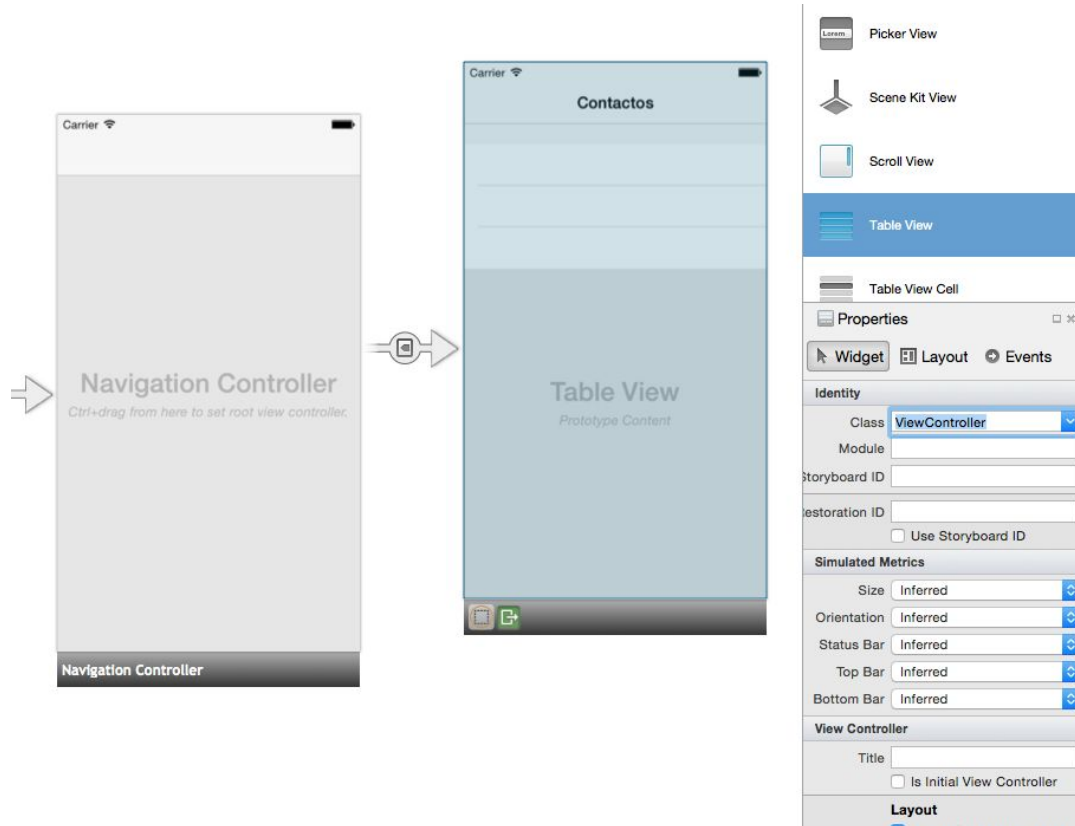 Carrier
Navigation Controller
Ctrl+drag from here to set root view controller.
Navigation Controller
Carrier
Contactos
Table View
Prototype Content
Lorem
Picker View
Scene Kit View
Scroll View
Table View
Table View Cell
Properties
Widget Layout Events
Identity
Class ViewController
Module
Storyboard ID
Restoration ID
Use Storyboard ID
Simulated Metrics
Size Inferred
Orientation Inferred
Status Bar Inferred
Top Bar Inferred
Bottom Bar Inferred
View Controller
Title
Is Initial View Controller
Layout